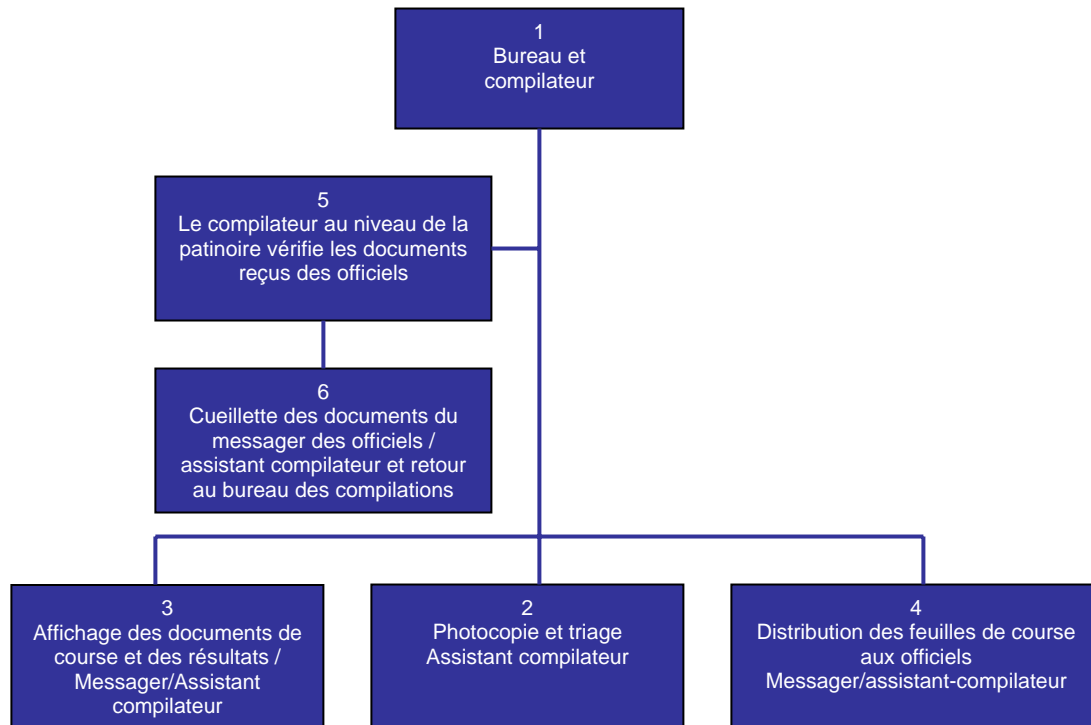 1
Bureau et
compilateur
5
Le compilateur au niveau de la
patinoire vérifie les documents
reçus des officiels
6
Cueillette des documents du
messager des officiels /
assistant compilateur et retour
au bureau des compilations
3
Affichage des documents de
course et des résultats /
Messager/Assistant
compilateur
2
Photocopie et triage
Assistant compilateur
4
Distribution des feuilles de course
aux officiels
Messager/assistant-compilateur